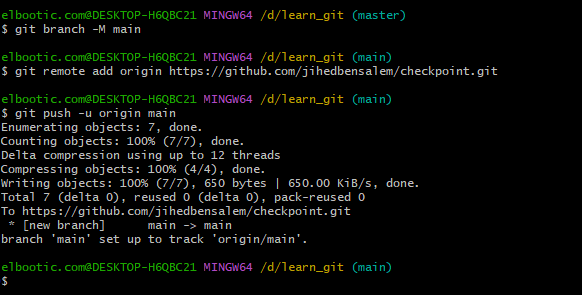 elbootic.com@DESKTOP-H6QBC21 MINGW64 /d/learn_git (master)
$ git branch -M main
elbootic.com@DESKTOP-H6QBC21 MINGW64 /d/learn_git (main)
$ git remote add origin https://github.com/jihedbensalem/checkpoint.git
elbootic.com@DESKTOP-H6QBC21 MINGW64 /d/learn_git (main)
$ git push -u origin main
Enumerating objects: 7, done.
Counting objects: 100% (7/7), done.
Delta compression using up to 12 threads
Compressing objects: 100% (4/4), done.
Writing objects: 100% (7/7), 650 bytes | 650.00 KiB/s, done.
Total 7 (delta 0), reused 0 (delta 0), pack-reused 0
To https://github.com/jihedbensalem/checkpoint.git
 * [new branch]      main -> main
branch 'main' set up to track 'origin/main'.
elbootic.com@DESKTOP-H6QBC21 MINGW64 /d/learn_git (main)
$